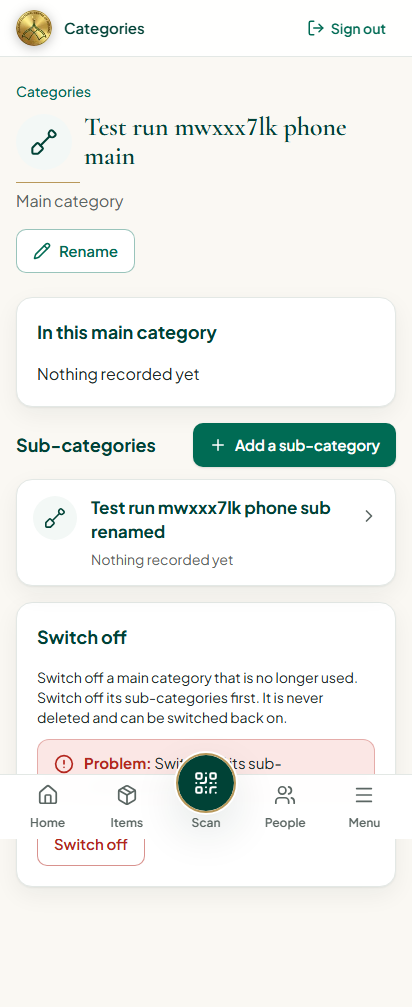 Categories
Sign out
Categories
Test run mwxxx7lk phone
main
Main category
Rename
In this main category
Nothing recorded yet
Sub-categories
Add a sub-category
Test run mwxxx7lk phone sub
renamed
Nothing recorded yet
Switch off
Switch off a main category that is no longer used.
Switch off its sub-categories first. It is never
deleted and can be switched back on.
Problem: its sub-
Home
Items
Scan
People
Menu
Switch off